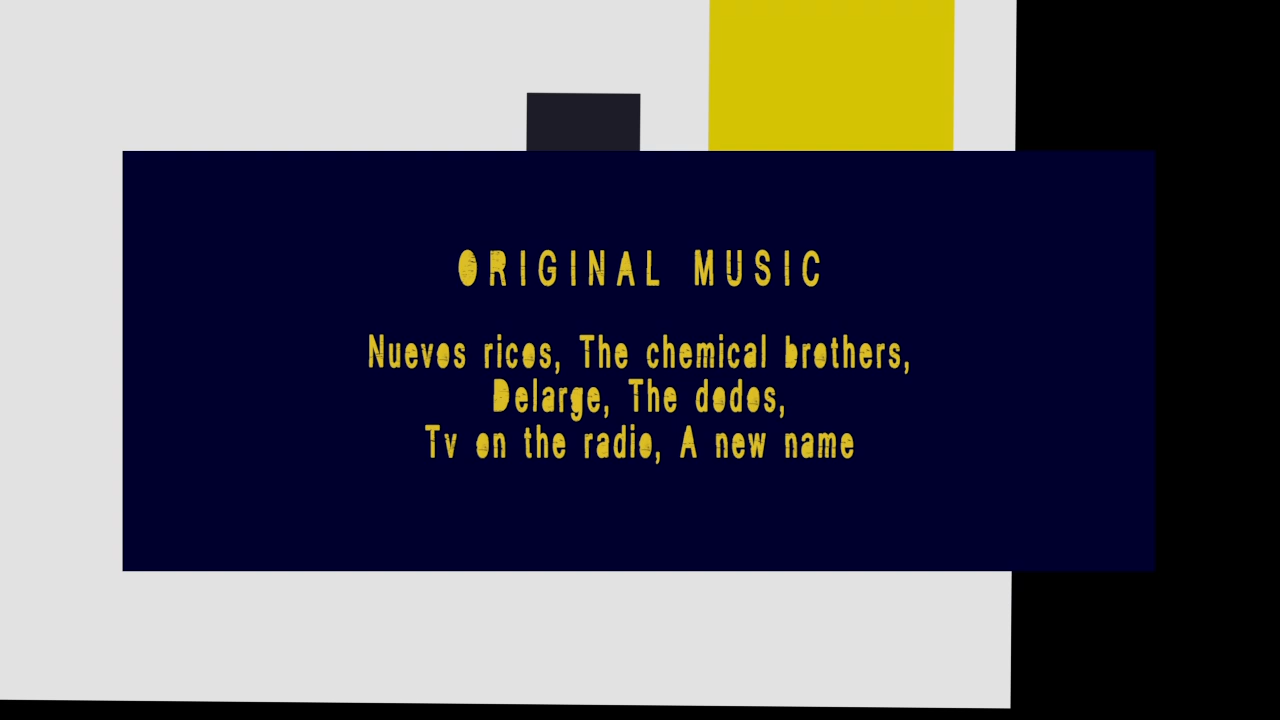 ORIGINAL MUSIC
Nuevos ricos, The chemical brothers,
Delarge, The dodos,
Tv on the radio, A new name